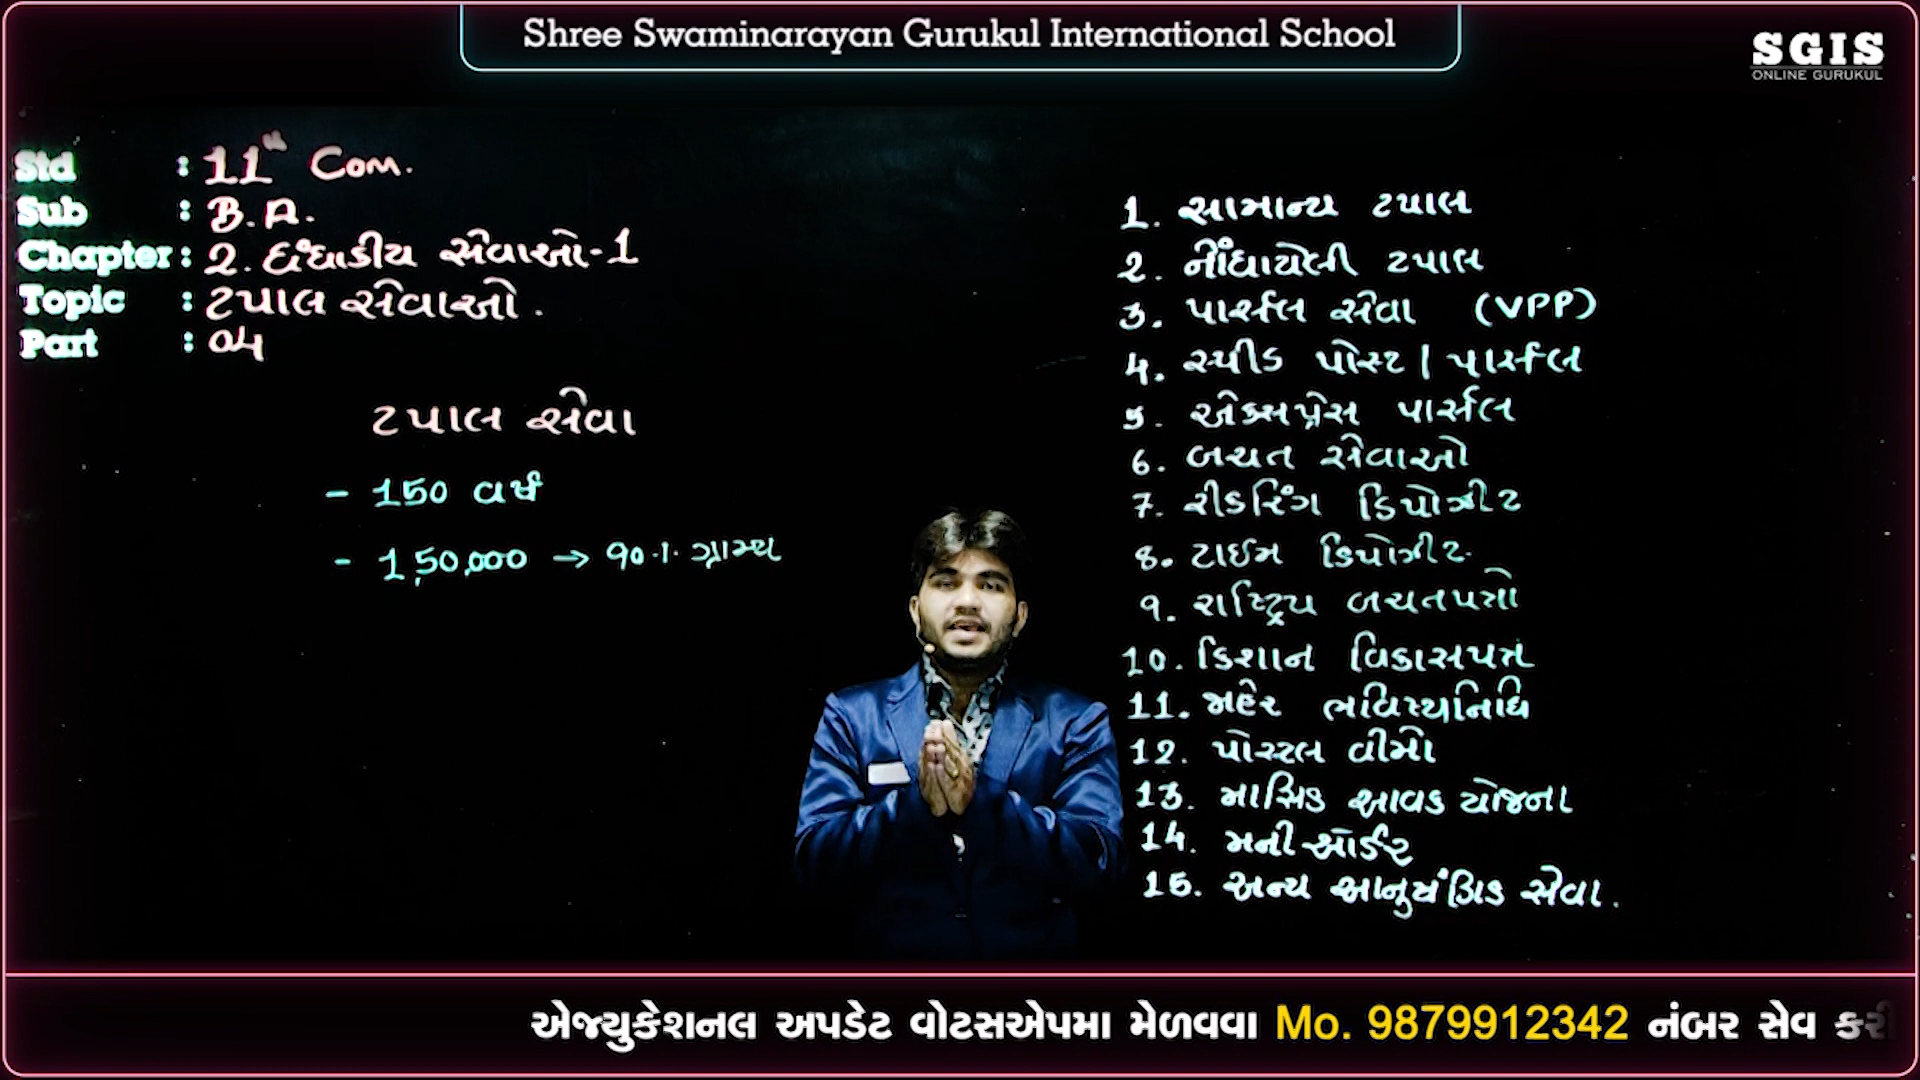 Shree Swaminarayan Gurukul International School
SGIS
ONLINE GURUKUL
Std : 11th Com.
Sub : B.A.
Chapter : 2. ધંધાકીય સેવાઓ-1
Topic : ટપાલ સેવાઓ.
Part : 04
ટપાલ સેવા
- 150 વર્ષ
- 1,50,000 → ૧૦.૧. ગ્રામ્ય
1. સામાન્ય ટપાલ
2. નોંધાયેલી ટપાલ
3. પાર્સલ સેવા (VPP)
4. સ્પીડ પોસ્ટ | પાર્સલ
5. એક્સપ્રેસ પાર્સલ
6. બચત સેવાઓ
7. રીકરિંગ ડિપોઝીટ
8. ટાઈમ ડિપોઝીટ
9. રાષ્ટ્રિય બચતપત્રો
10. કિશાન વિકાસપત્ર
11. જાહેર ભવિષ્યનિધિ
12. પોસ્ટલ વીમો
13. માસિક આવક યોજના
14. મની ઓર્ડર
15. અન્ય આનુષંગિક સેવા.
એજ્યુકેશનલ અપડેટ વોટસએપમા મેળવવા Mo. 9879912342 નંબર સેવ કરી